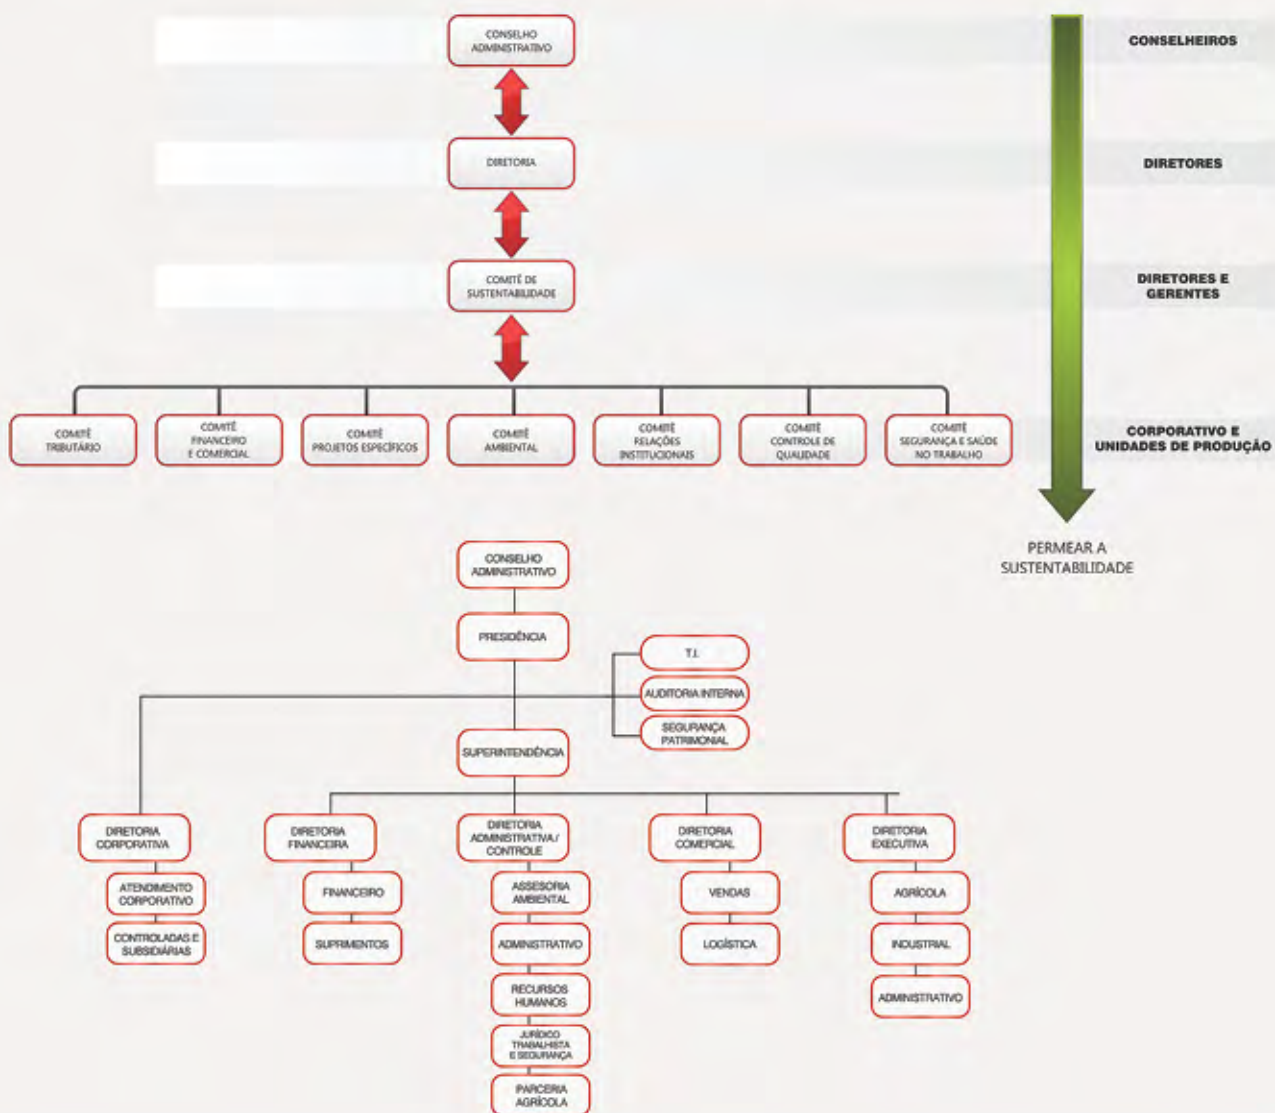 CONSELHO
ADMINISTRATIVO
CONSELHEIROS
DIRETORIA
DIRETORES
COMITÊ DE
SUSTENTABILIDADE
DIRETORES E
GERENTES
COMITÊ
TRIBUTÁRIO
COMITÊ
FINANCEIRO
E COMERCIAL
COMITÊ
PROJETOS ESPECÍFICOS
COMITÊ
AMBIENTAL
COMITÊ
RELAÇÕES
INSTITUCIONAIS
COMITÊ
CONTROLE DE
QUALIDADE
COMITÊ
SEGURANÇA E SAÚDE
NO TRABALHO
CORPORATIVO E
UNIDADES DE PRODUÇÃO
PERMEAR A
SUSTENTABILIDADE
CONSELHO
ADMINISTRATIVO
PRESIDÊNCIA
T.I.
AUDITORIA INTERNA
SEGURANÇA
PATRIMONIAL
SUPERINTENDÊNCIA
DIRETORIA
CORPORATIVA
ATENDIMENTO
CORPORATIVO
CONTROLADAS E
SUBSIDIÁRIAS
DIRETORIA
FINANCEIRA
FINANCEIRO
SUPRIMENTOS
DIRETORIA
ADMINISTRATIVA /
CONTROLE
ASSESORIA
AMBIENTAL
ADMINISTRATIVO
RECURSOS
HUMANOS
JURÍDICO
TRABALHISTA
E SEGURANÇA
PARCERIA
AGRÍCOLA
DIRETORIA
COMERCIAL
VENDAS
LOGÍSTICA
DIRETORIA
EXECUTIVA
AGRÍCOLA
INDUSTRIAL
ADMINISTRATIVO